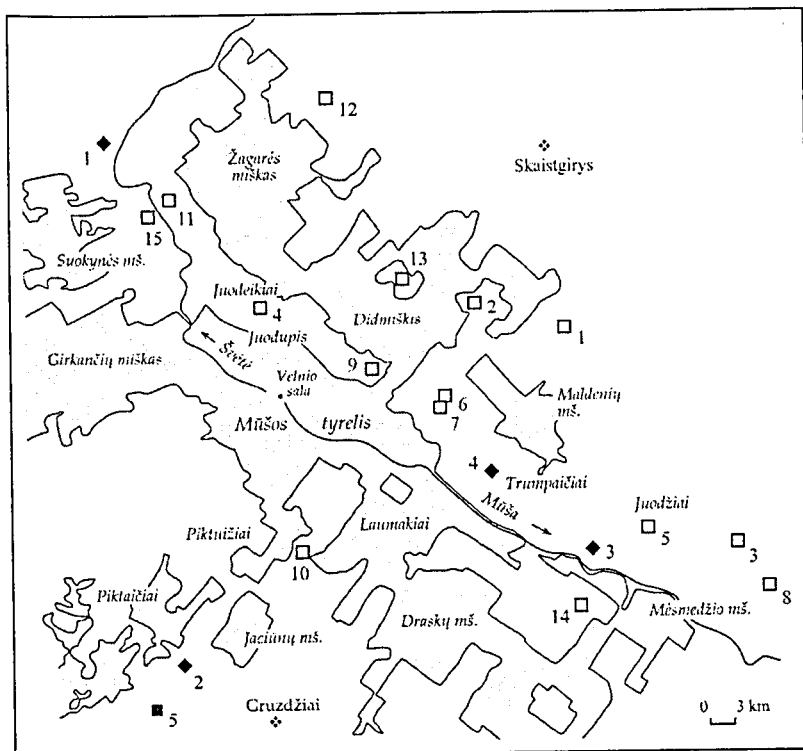 12
1
Skaistgirys
Žagarės
miškas
11
15
Suokynės mš.
13
Juodeikiai
4
Didmiškis
2
1
Juodupis
Girkančių miškas
← Švitė
9
Velnio
sala
6
7
Maldenių
mš.
Mūšos tyrelis
4
Trumpaičiai
Mūša →
Juodžiai
5
Laumakiai
Piktuižiai
3
3
10
8
Piktaičiai
14
Mėsmedžio mš.
Jaciūnų mš.
Draskų mš.
2
5
Gruzdžiai
0 3 km